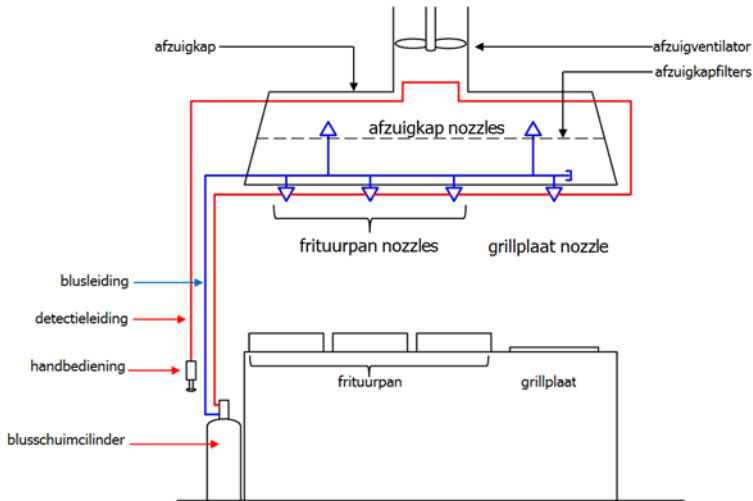 afzuigkap
afzuigventilator
afzuigkapfilters
afzuigkap nozzles
frituurpan nozzles
grillplaat nozzle
blusleiding
detectieleiding
handbediening
frituurpan
grillplaat
blusschuimcilinder